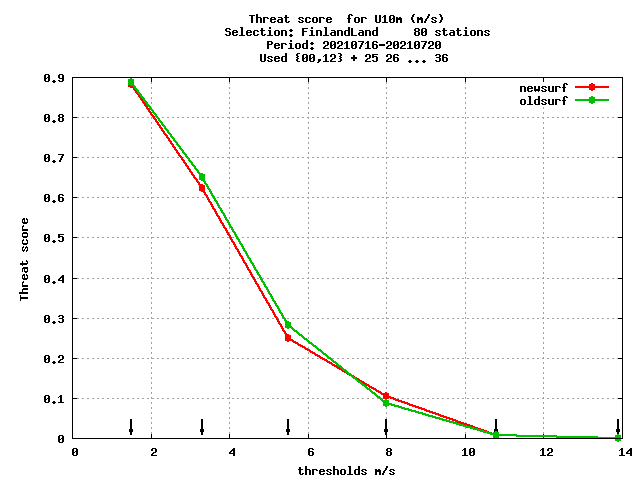 Threat score  for U10m (m/s)
Selection: FinlandLand     80 stations
Period: 20210716-20210720
Used {00,12} + 25 26 ... 36
newsurf
oldsurf
0.9
0.8
0.7
0.6
0.5
0.4
0.3
0.2
0.1
0
Threat score
0 2 4 6 8 10 12 14
thresholds m/s